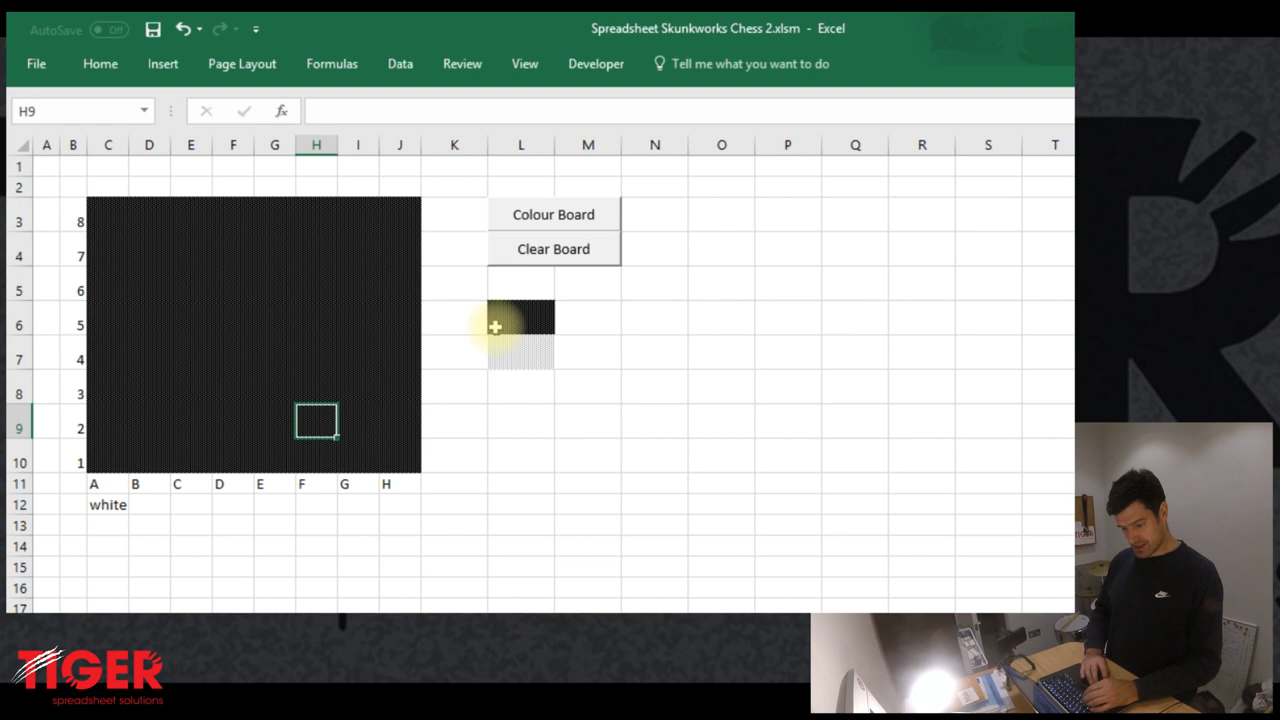 AutoSave Off
Spreadsheet Skunkworks Chess 2.xlsm - Excel
File Home Insert Page Layout Formulas Data Review View Developer Tell me what you want to do
H9 fx
A B C D E F G H I J K L M N O P Q R S T
1
2
3 8 Colour Board
4 7 Clear Board
5 6
6 5
7 4
8 3
9 2
10 1
11 A B C D E F G H
12 white
13
14
15
16
17
TIGER
spreadsheet solutions